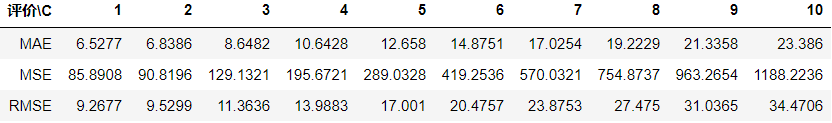 评价\C 1 2 3 4 5 6 7 8 9 10
MAE 6.5277 6.8386 8.6482 10.6428 12.658 14.8751 17.0254 19.2229 21.3358 23.386
MSE 85.8908 90.8196 129.1321 195.6721 289.0328 419.2536 570.0321 754.8737 963.2654 1188.2236
RMSE 9.2677 9.5299 11.3636 13.9883 17.001 20.4757 23.8753 27.475 31.0365 34.4706